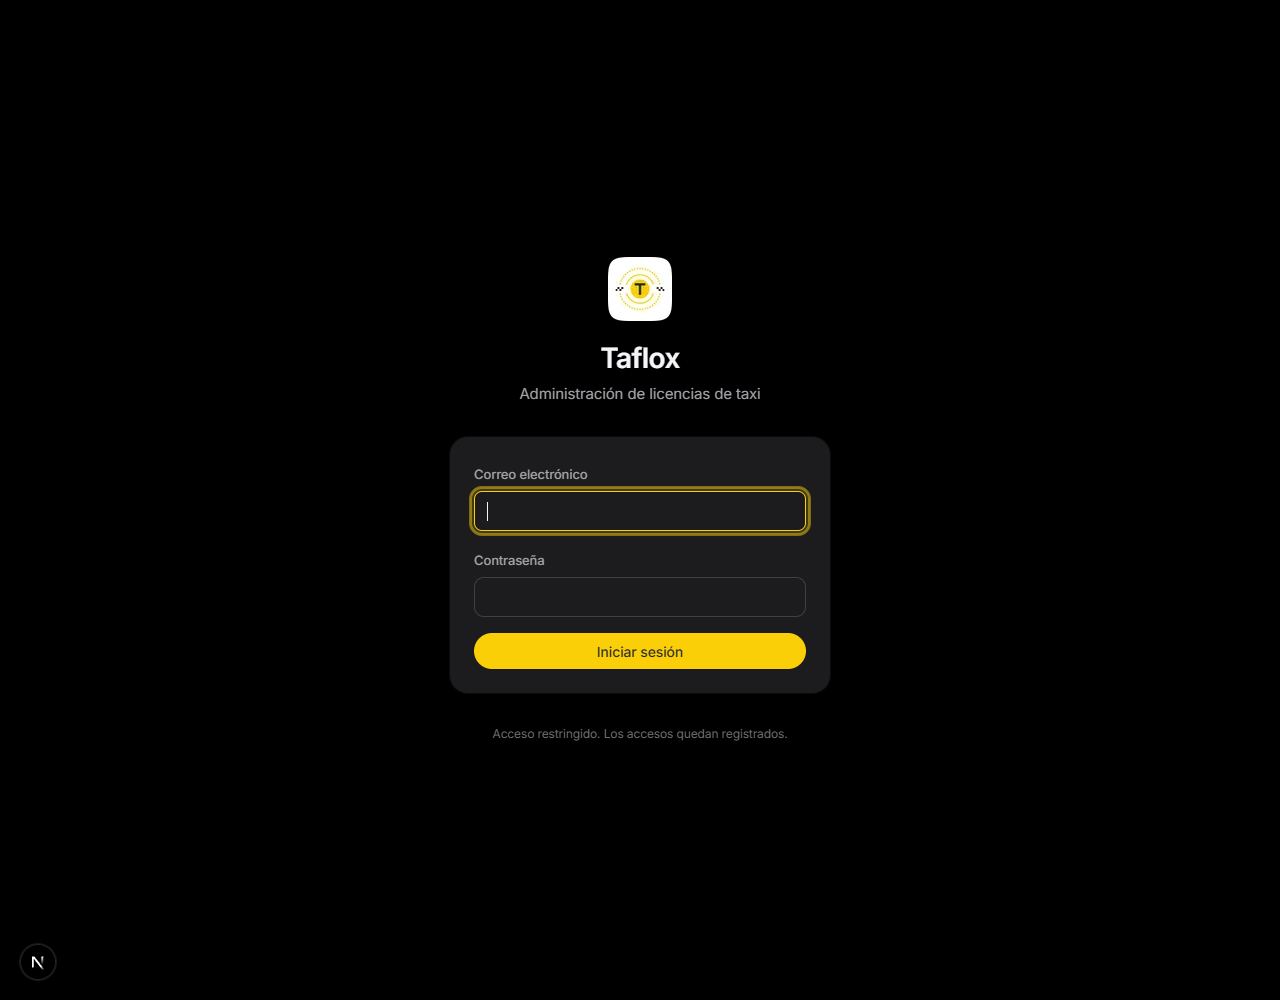 T
Taflox
Administración de licencias de taxi
Correo electrónico
Contraseña
Iniciar sesión
Acceso restringido. Los accesos quedan registrados.
N